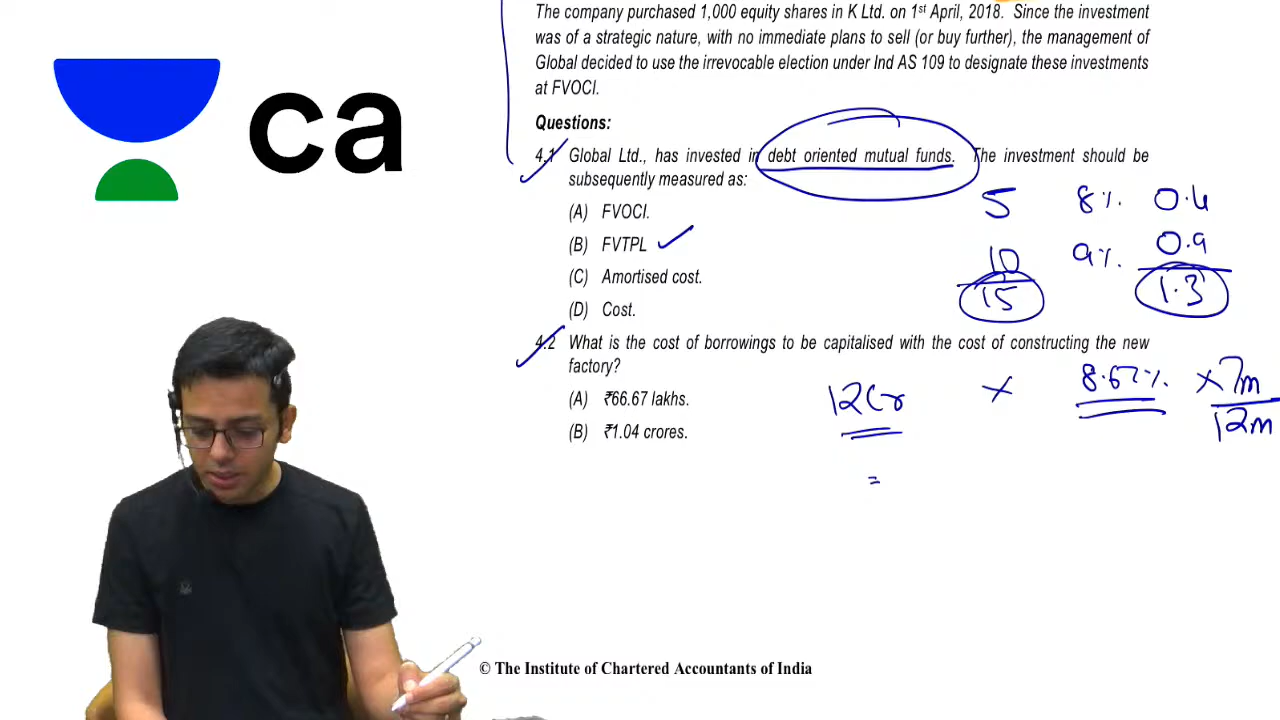 ca
The company purchased 1,000 equity shares in K Ltd. on 1st April, 2018. Since the investment
was of a strategic nature, with no immediate plans to sell (or buy further), the management of
Global decided to use the irrevocable election under Ind AS 109 to designate these investments
at FVOCI.
Questions:
4.1 Global Ltd., has invested in debt oriented mutual funds. The investment should be
subsequently measured as:
(A) FVOCI.
(B) FVTPL
(C) Amortised cost.
(D) Cost.
5 8%. 0.4
10 9%. 0.9
15 1.3
4.2 What is the cost of borrowings to be capitalised with the cost of constructing the new
factory?
(A) ₹66.67 lakhs.
(B) ₹1.04 crores.
12Cr × 8.67%. × 7m
12m
=
© The Institute of Chartered Accountants of India